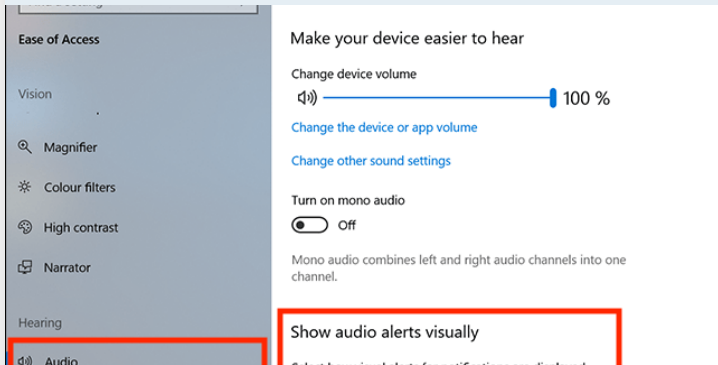 Ease of Access
Vision
Magnifier
Colour filters
High contrast
Narrator
Hearing
Audio
Make your device easier to hear
Change device volume
100 %
Change the device or app volume
Change other sound settings
Turn on mono audio
Off
Mono audio combines left and right audio channels into one
channel.
Show audio alerts visually